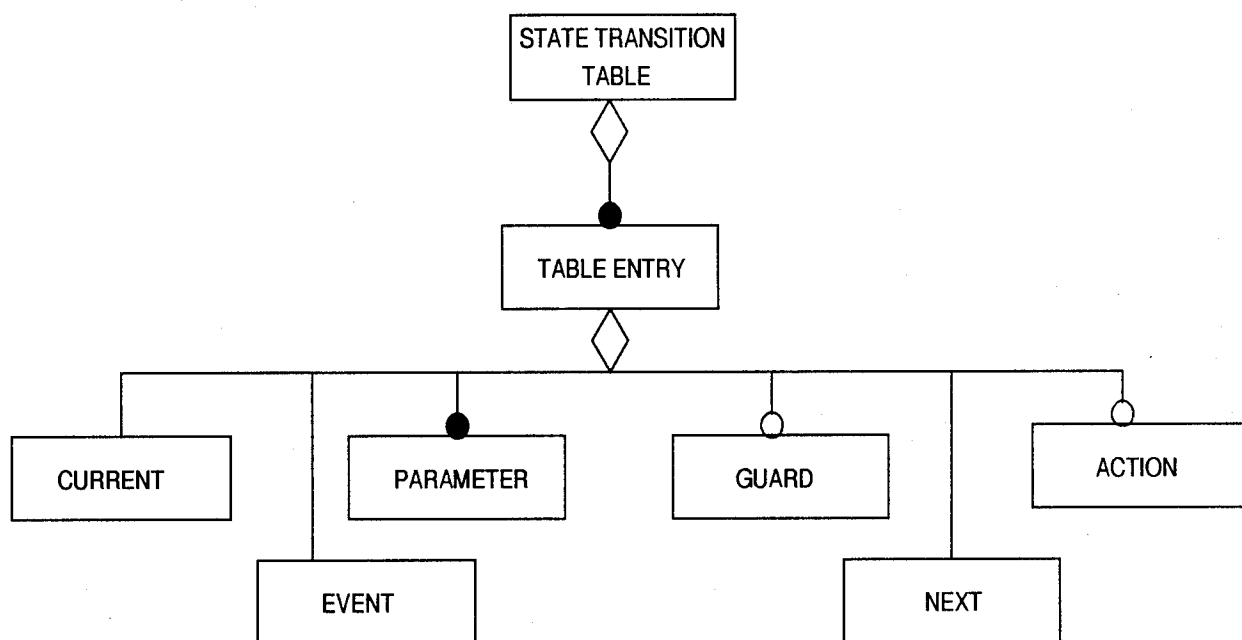 STATE TRANSITION
TABLE
TABLE ENTRY
CURRENT
PARAMETER
GUARD
ACTION
EVENT
NEXT